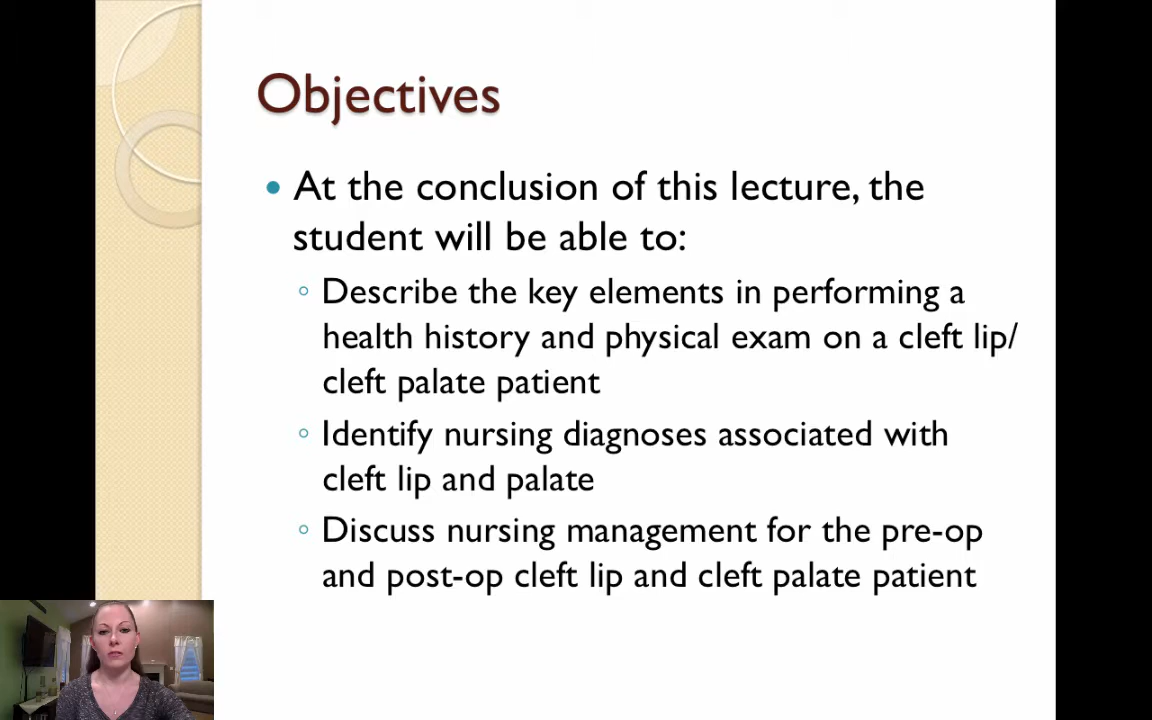 Objectives
At the conclusion of this lecture, the
student will be able to:
Describe the key elements in performing a
health history and physical exam on a cleft lip/
cleft palate patient
Identify nursing diagnoses associated with
cleft lip and palate
Discuss nursing management for the pre-op
and post-op cleft lip and cleft palate patient